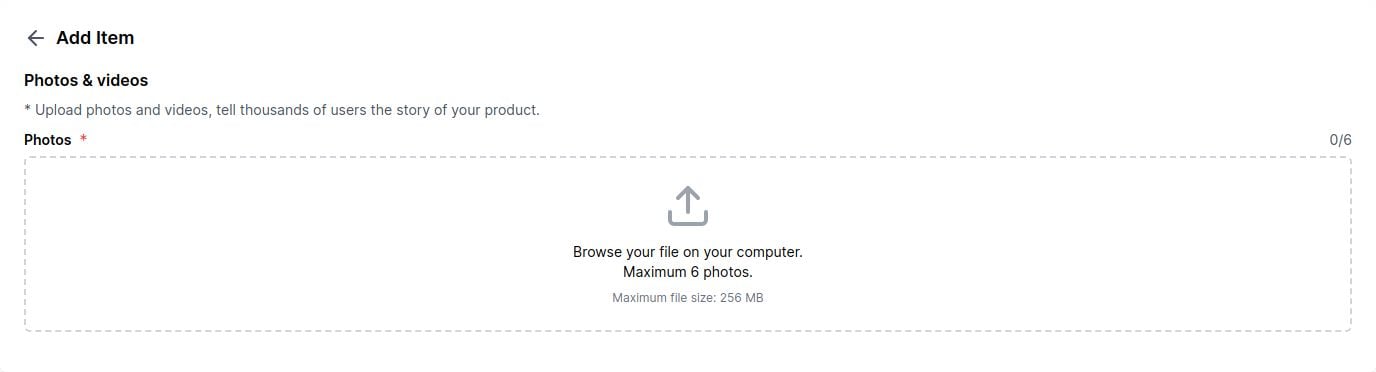 Add Item
Photos & videos
* Upload photos and videos, tell thousands of users the story of your product.
Photos * 0/6
Browse your file on your computer.
Maximum 6 photos.
Maximum file size: 256 MB